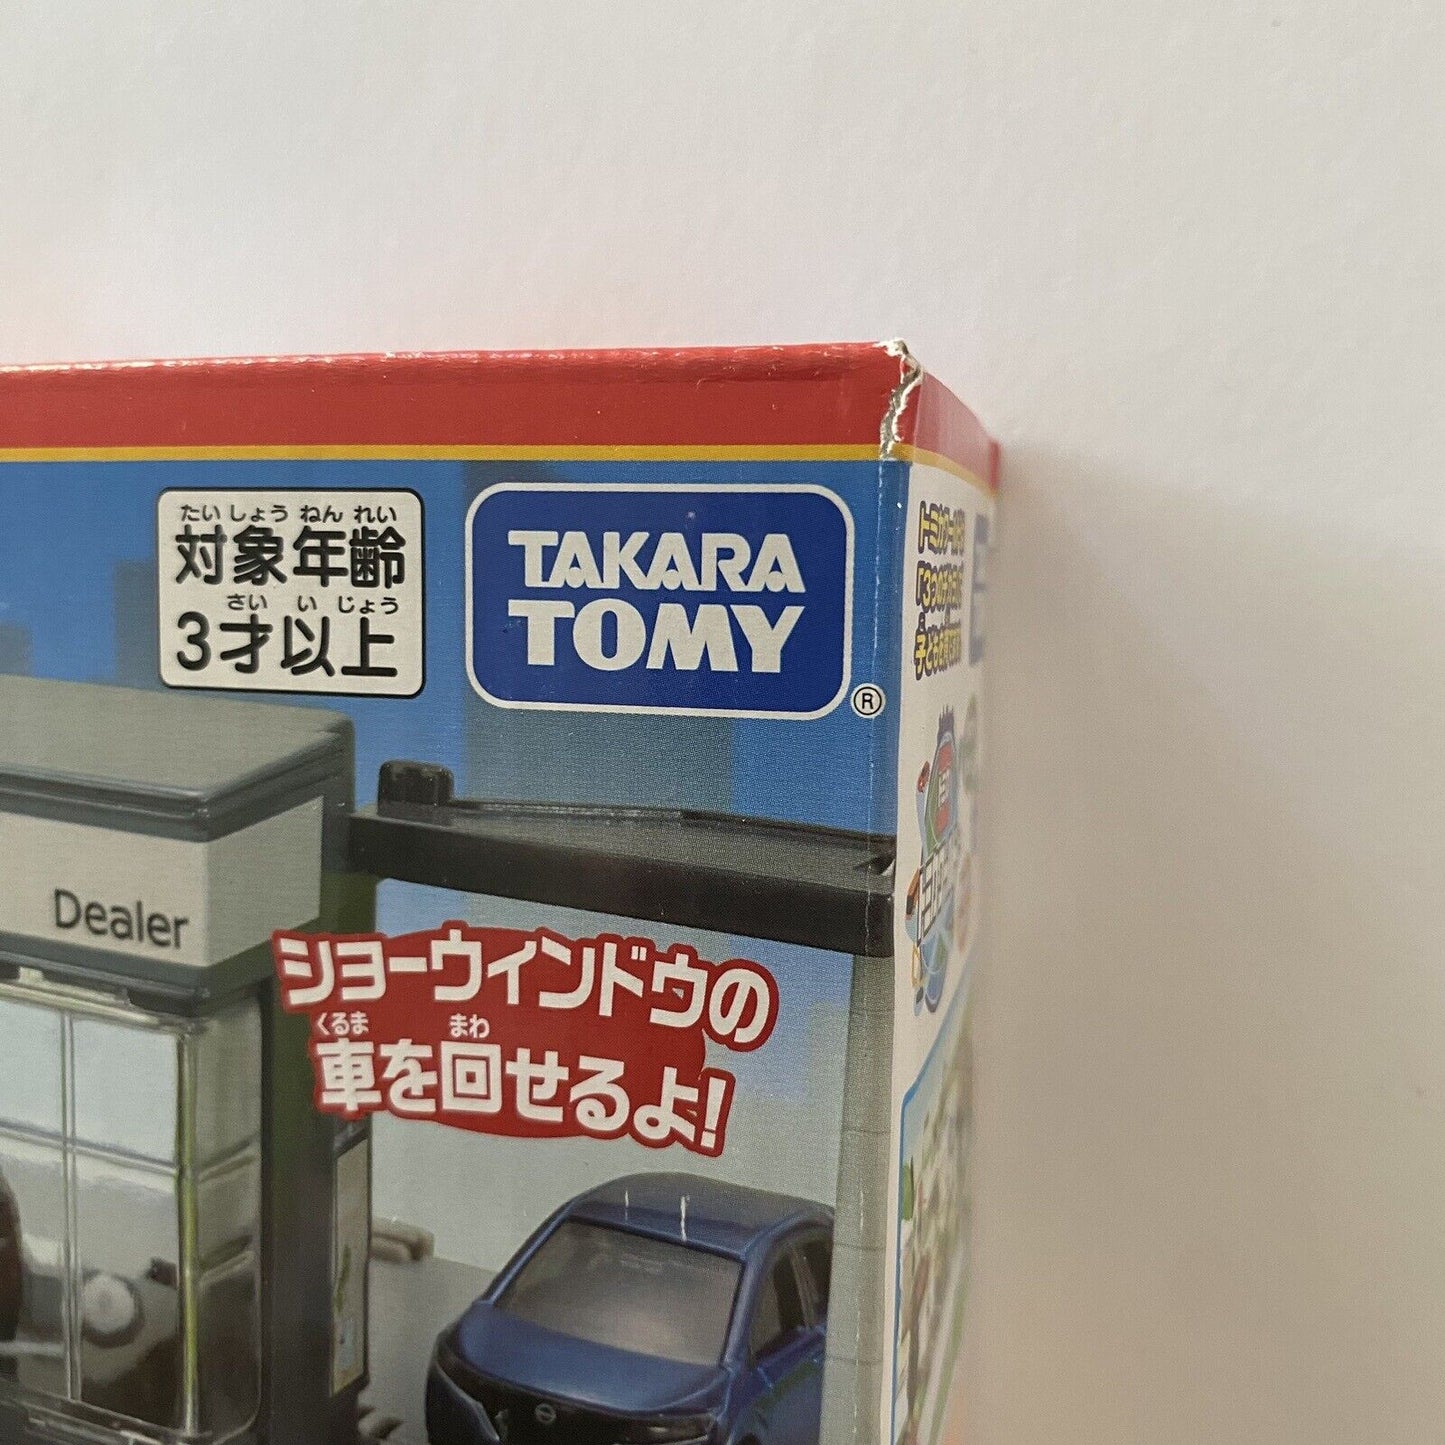 たいしょうねんれい
対象年齢
さい い じょう
3才以上
TAKARA
TOMY
®
Dealer
ショーウィンドウの
くるま まわ
車を回せるよ!